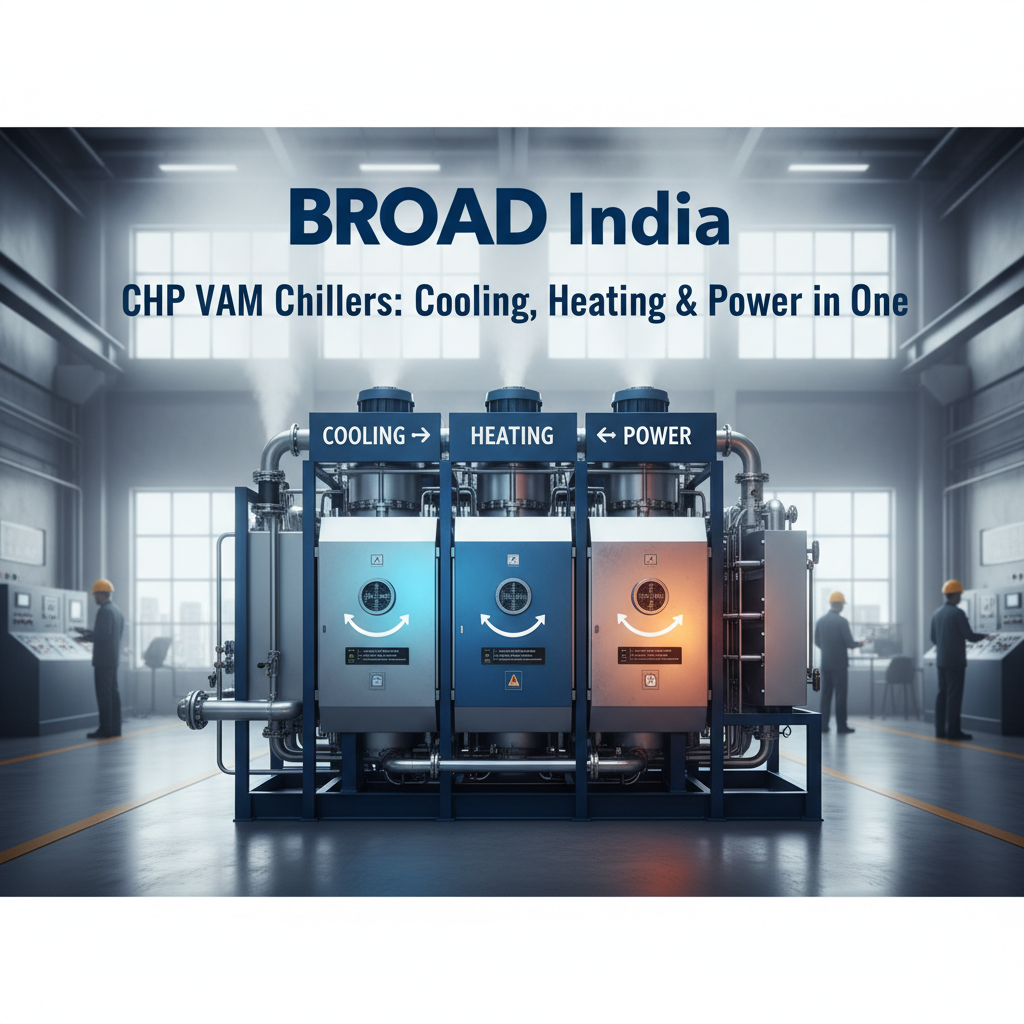 BROAD India
CHP VAM Chillers: Cooling, Heating & Power in One
COOLING → HEATING ← POWER